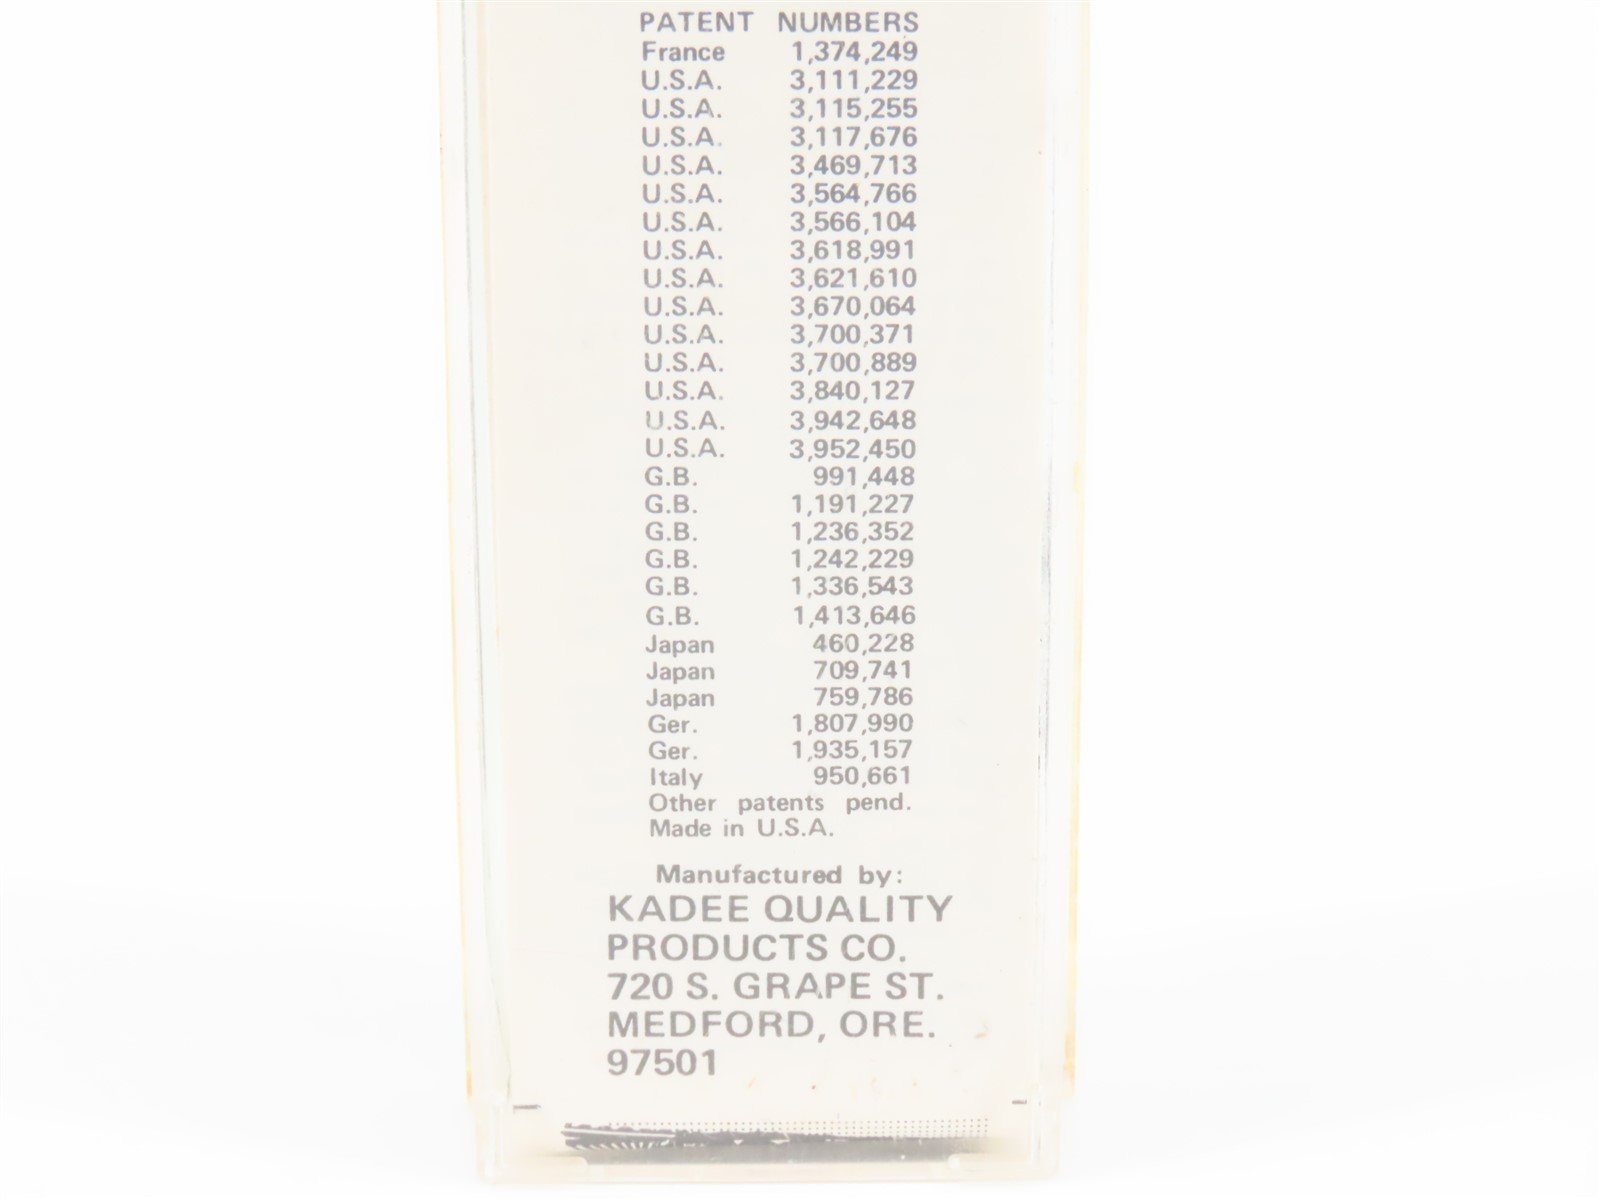 PATENT NUMBERS
France 1,374,249
U.S.A. 3,111,229
U.S.A. 3,115,255
U.S.A. 3,117,676
U.S.A. 3,469,713
U.S.A. 3,564,766
U.S.A. 3,566,104
U.S.A. 3,618,991
U.S.A. 3,621,610
U.S.A. 3,670,064
U.S.A. 3,700,371
U.S.A. 3,700,889
U.S.A. 3,840,127
U.S.A. 3,942,648
U.S.A. 3,952,450
G.B. 991,448
G.B. 1,191,227
G.B. 1,236,352
G.B. 1,242,229
G.B. 1,336,543
G.B. 1,413,646
Japan 460,228
Japan 709,741
Japan 759,786
Ger. 1,807,990
Ger. 1,935,157
Italy 950,661
Other patents pend.
Made in U.S.A.
Manufactured by:
KADEE QUALITY
PRODUCTS CO.
720 S. GRAPE ST.
MEDFORD, ORE.
97501